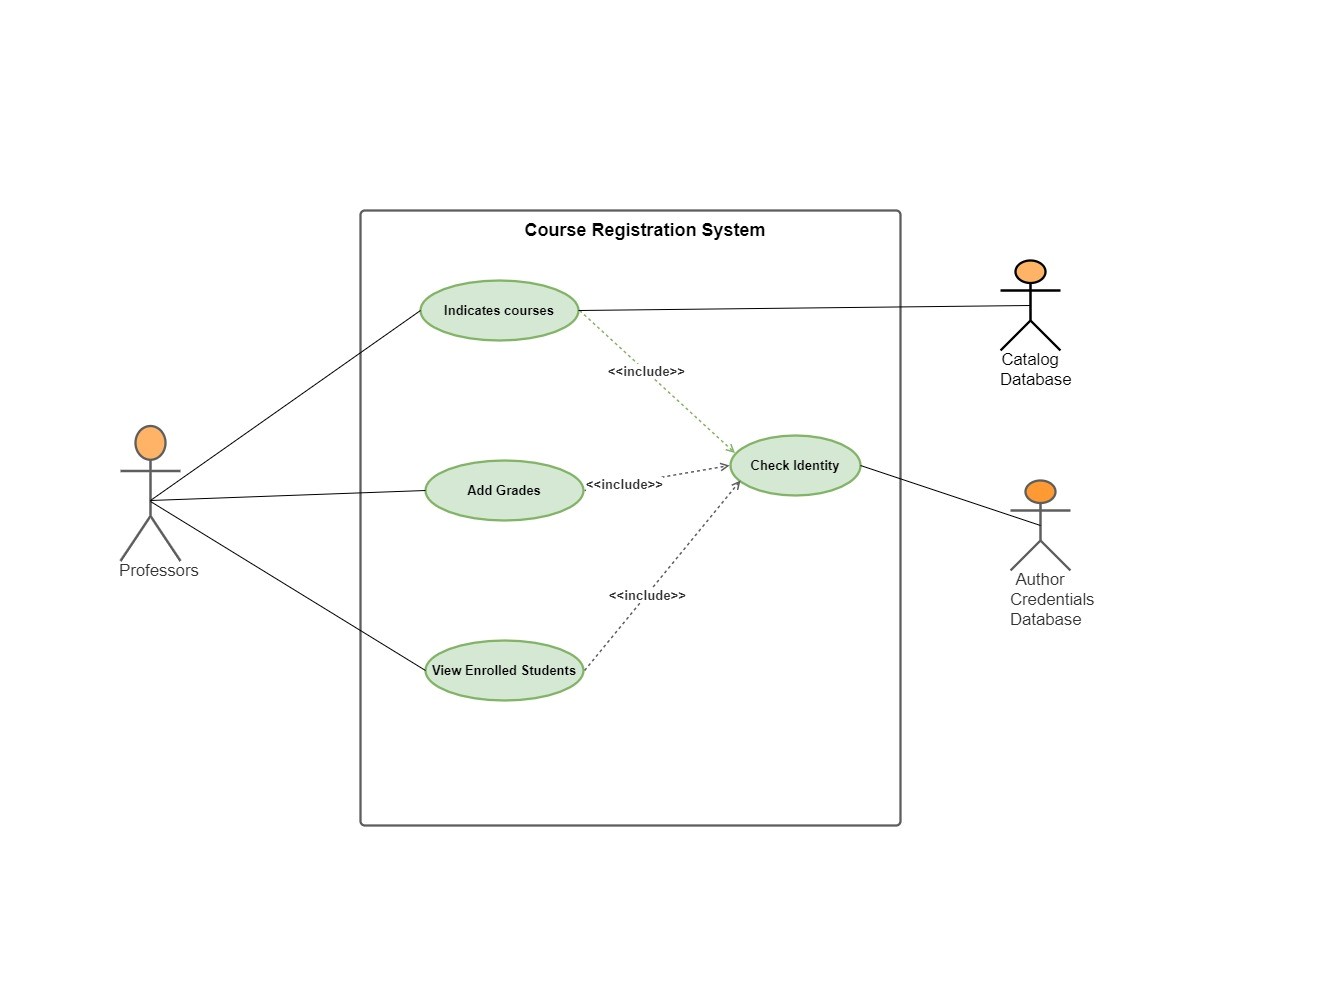 Course Registration System
Indicates courses
<<include>>
Catalog
Database
Check Identity
Add Grades
<<include>>
Professors
Author
Credentials
Database
<<include>>
View Enrolled Students